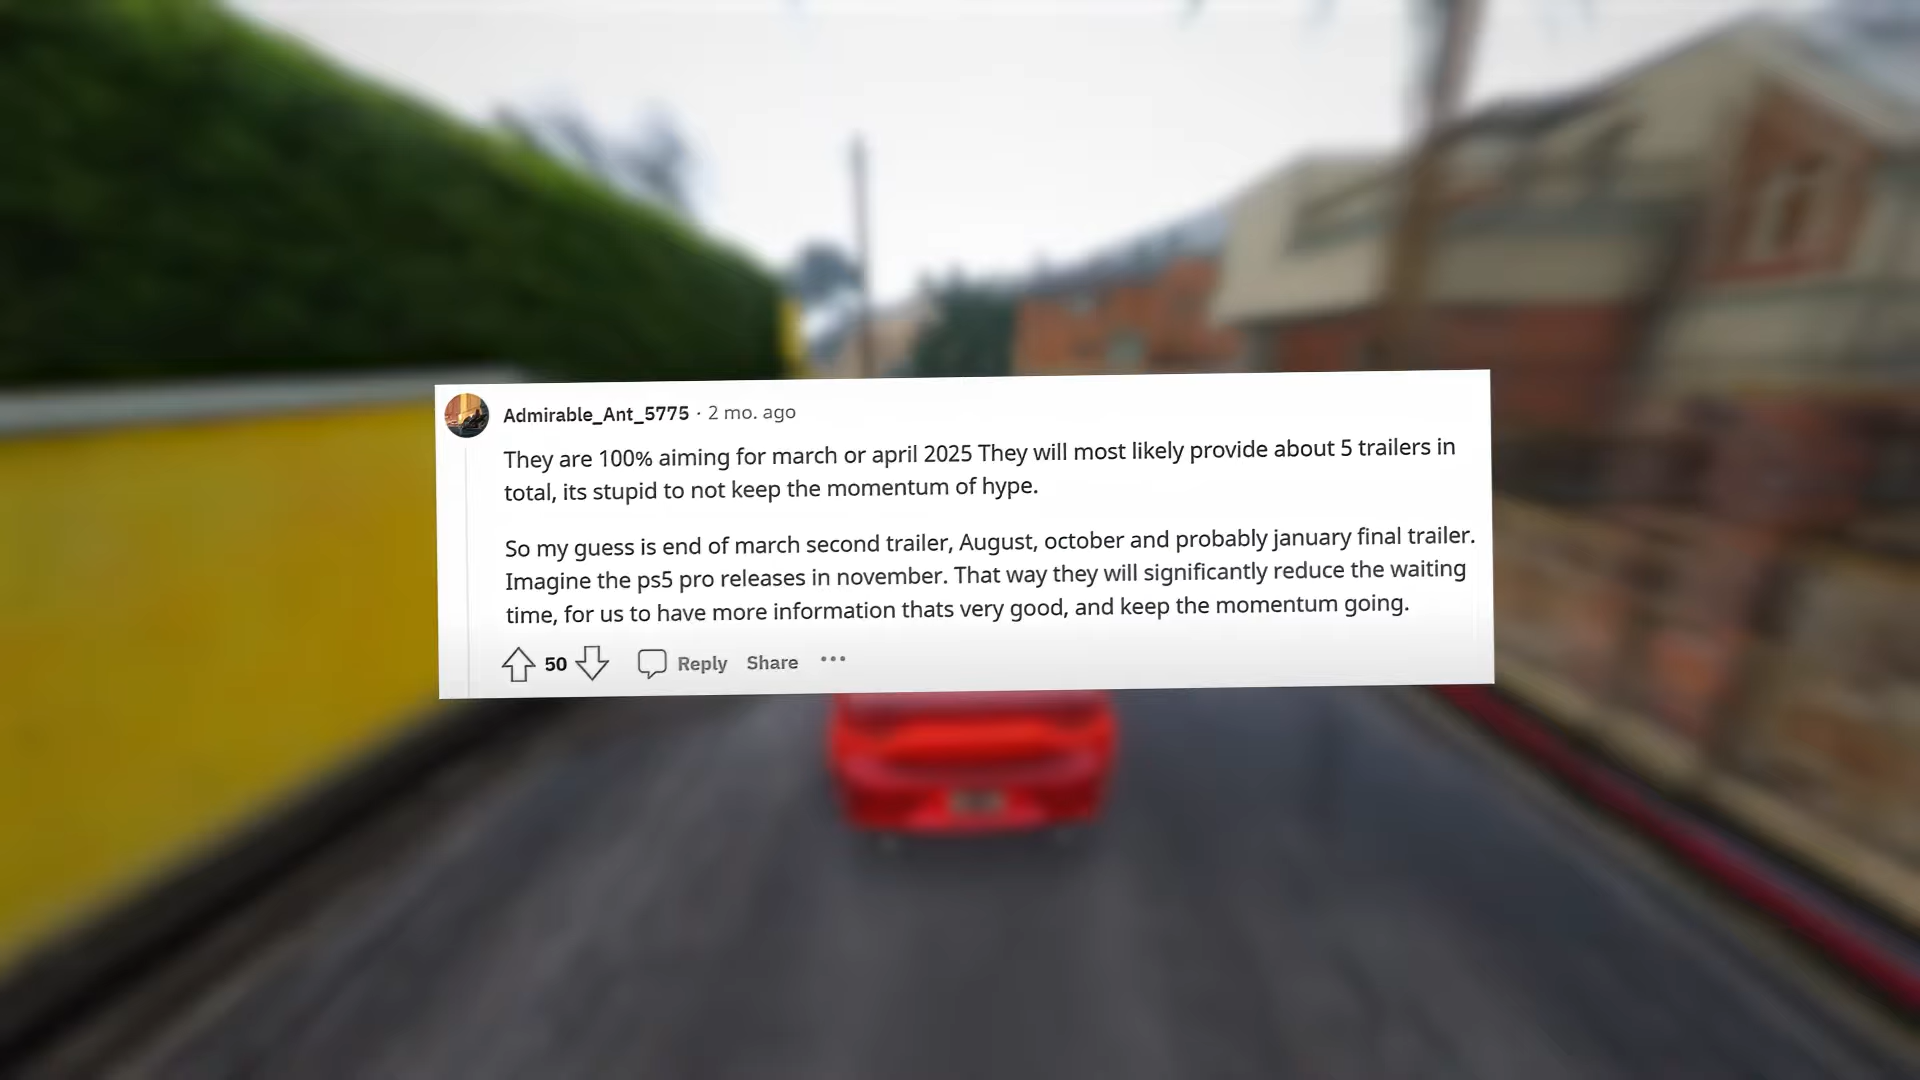 Admirable_Ant_5775 · 2 mo. ago
They are 100% aiming for march or april 2025 They will most likely provide about 5 trailers in
total, its stupid to not keep the momentum of hype.
So my guess is end of march second trailer, August, october and probably january final trailer.
Imagine the ps5 pro releases in november. That way they will significantly reduce the waiting
time, for us to have more information thats very good, and keep the momentum going.
50 Reply Share ···